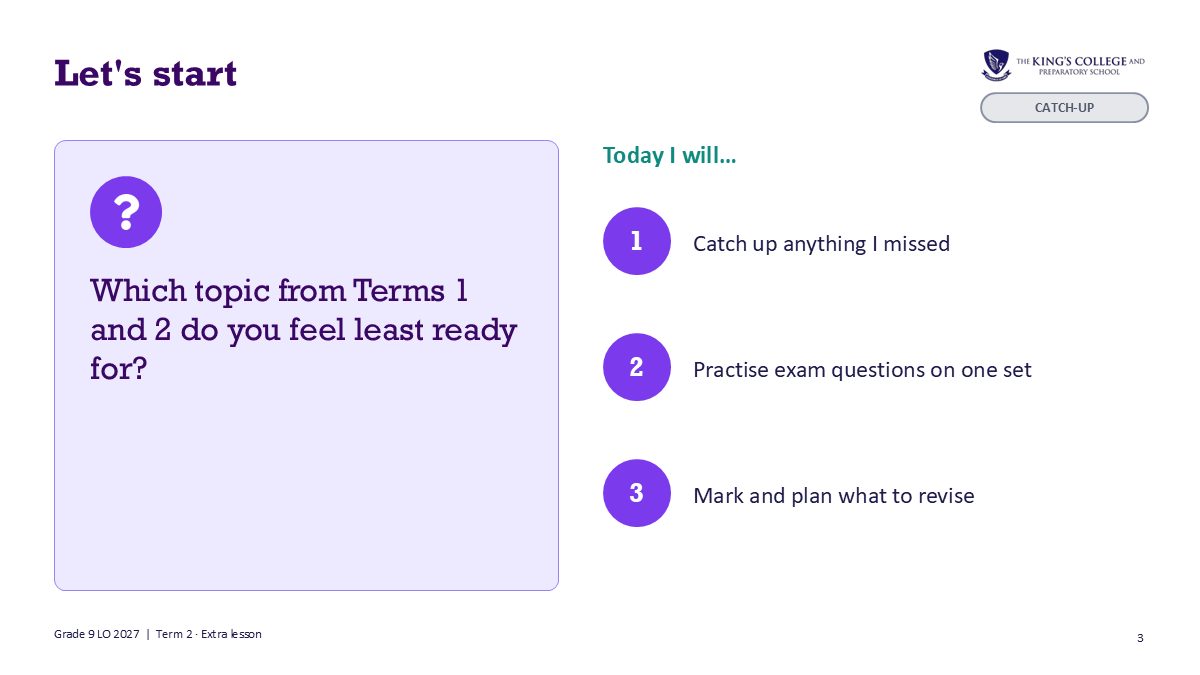 Let's start
THE KING'S COLLEGE AND
PREPARATORY SCHOOL
CATCH-UP
?
Which topic from Terms 1
and 2 do you feel least ready
for?
Today I will...
1
Catch up anything I missed
2
Practise exam questions on one set
3
Mark and plan what to revise
Grade 9 LO 2027 | Term 2 · Extra lesson
3